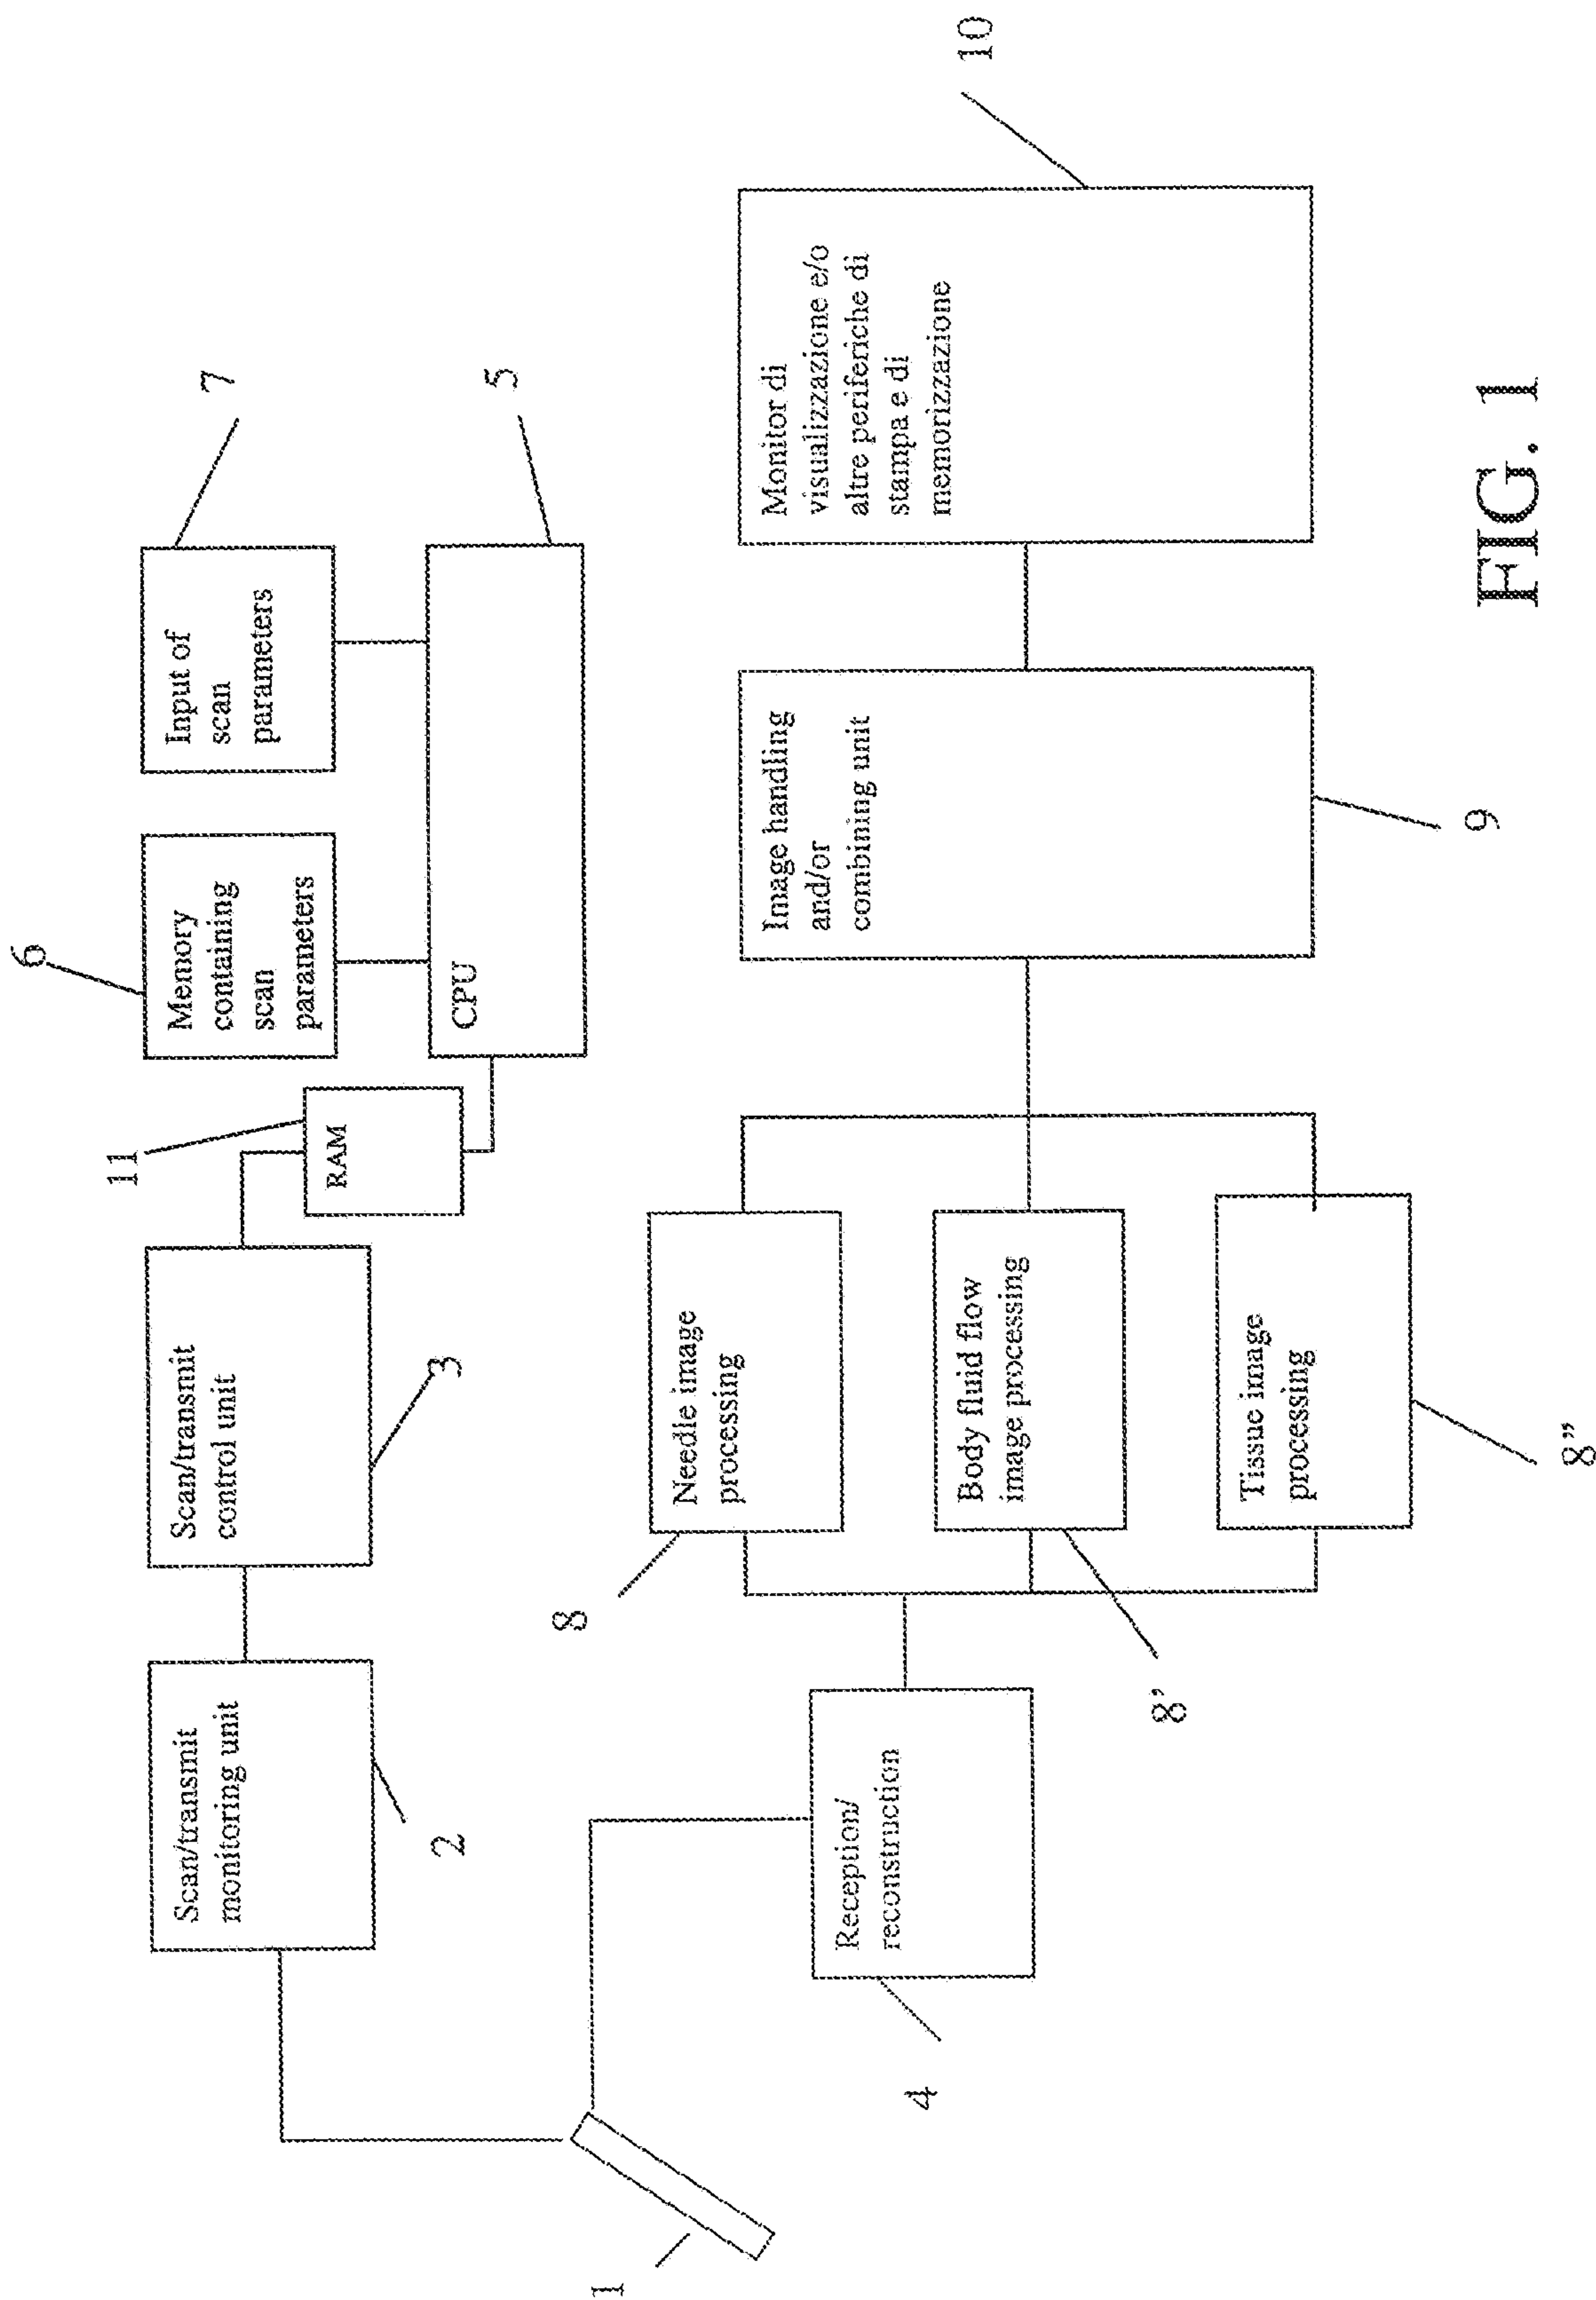 6
7
Memory
containing
scan
parameters
Input of
scan
parameters
11
RAM
CPU
5
Scan/transmit
monitoring unit
2
Scan/transmit
control unit
3
1
Reception/
reconstruction
4
8
Needle image
processing
Body fluid flow
image processing
8'
Tissue image
processing
8”
Image handling
and/or
combining unit
9
Monitor di
visualizzazione e/o
altre periferiche di
stampa e di
memorizzazione
10
FIG. 1